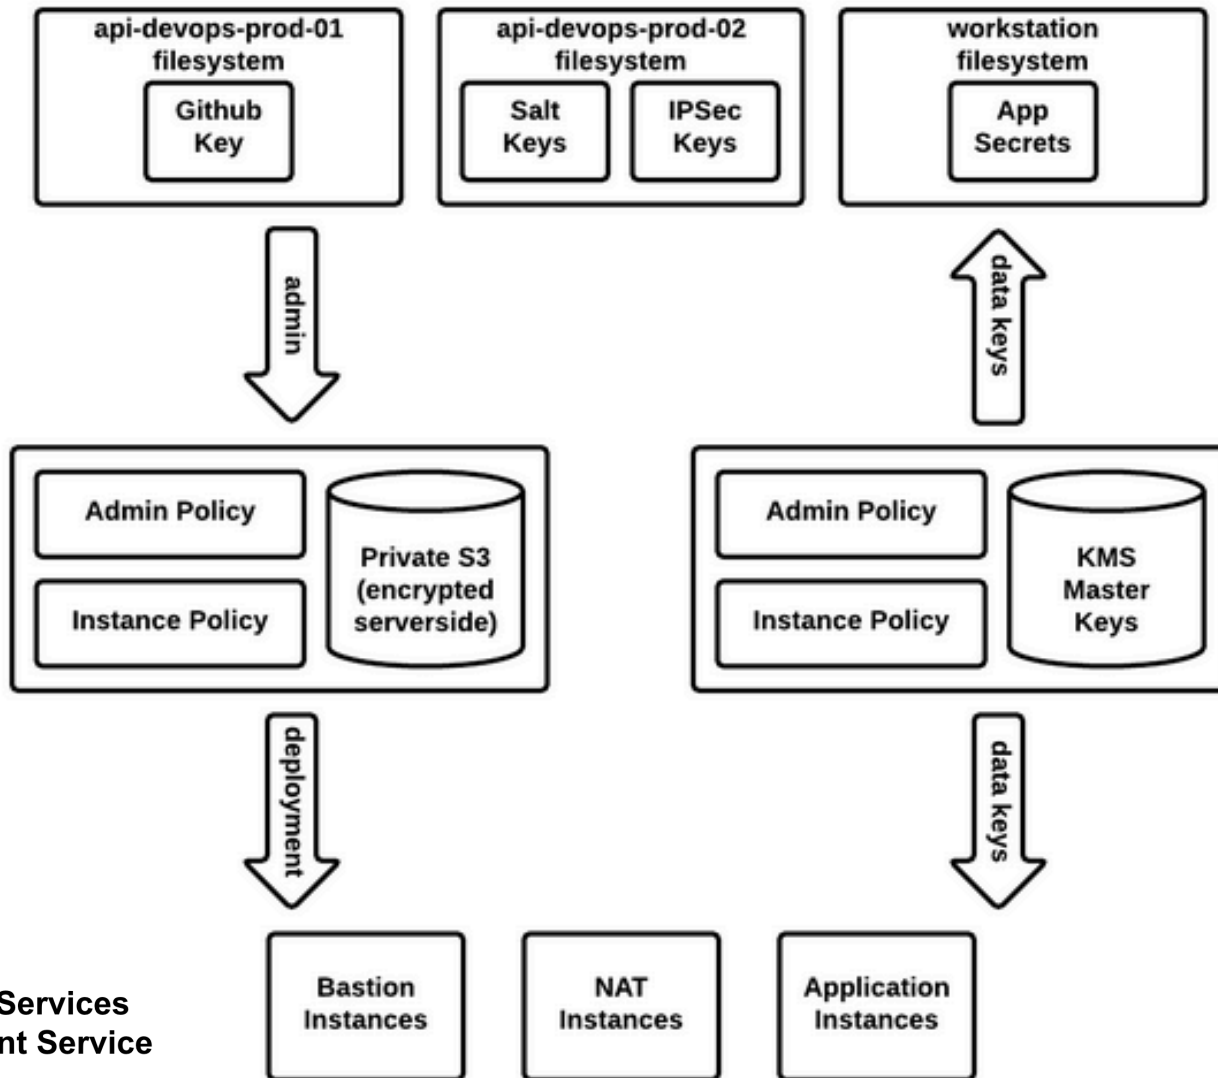 api-devops-prod-01
filesystem
Github
Key
api-devops-prod-02
filesystem
Salt
Keys
IPSec
Keys
workstation
filesystem
App
Secrets
admin
data keys
Admin Policy
Instance Policy
Private S3
(encrypted
serverside)
Admin Policy
Instance Policy
KMS
Master
Keys
deployment
data keys
Bastion
Instances
NAT
Instances
Application
Instances
Services
nt Service